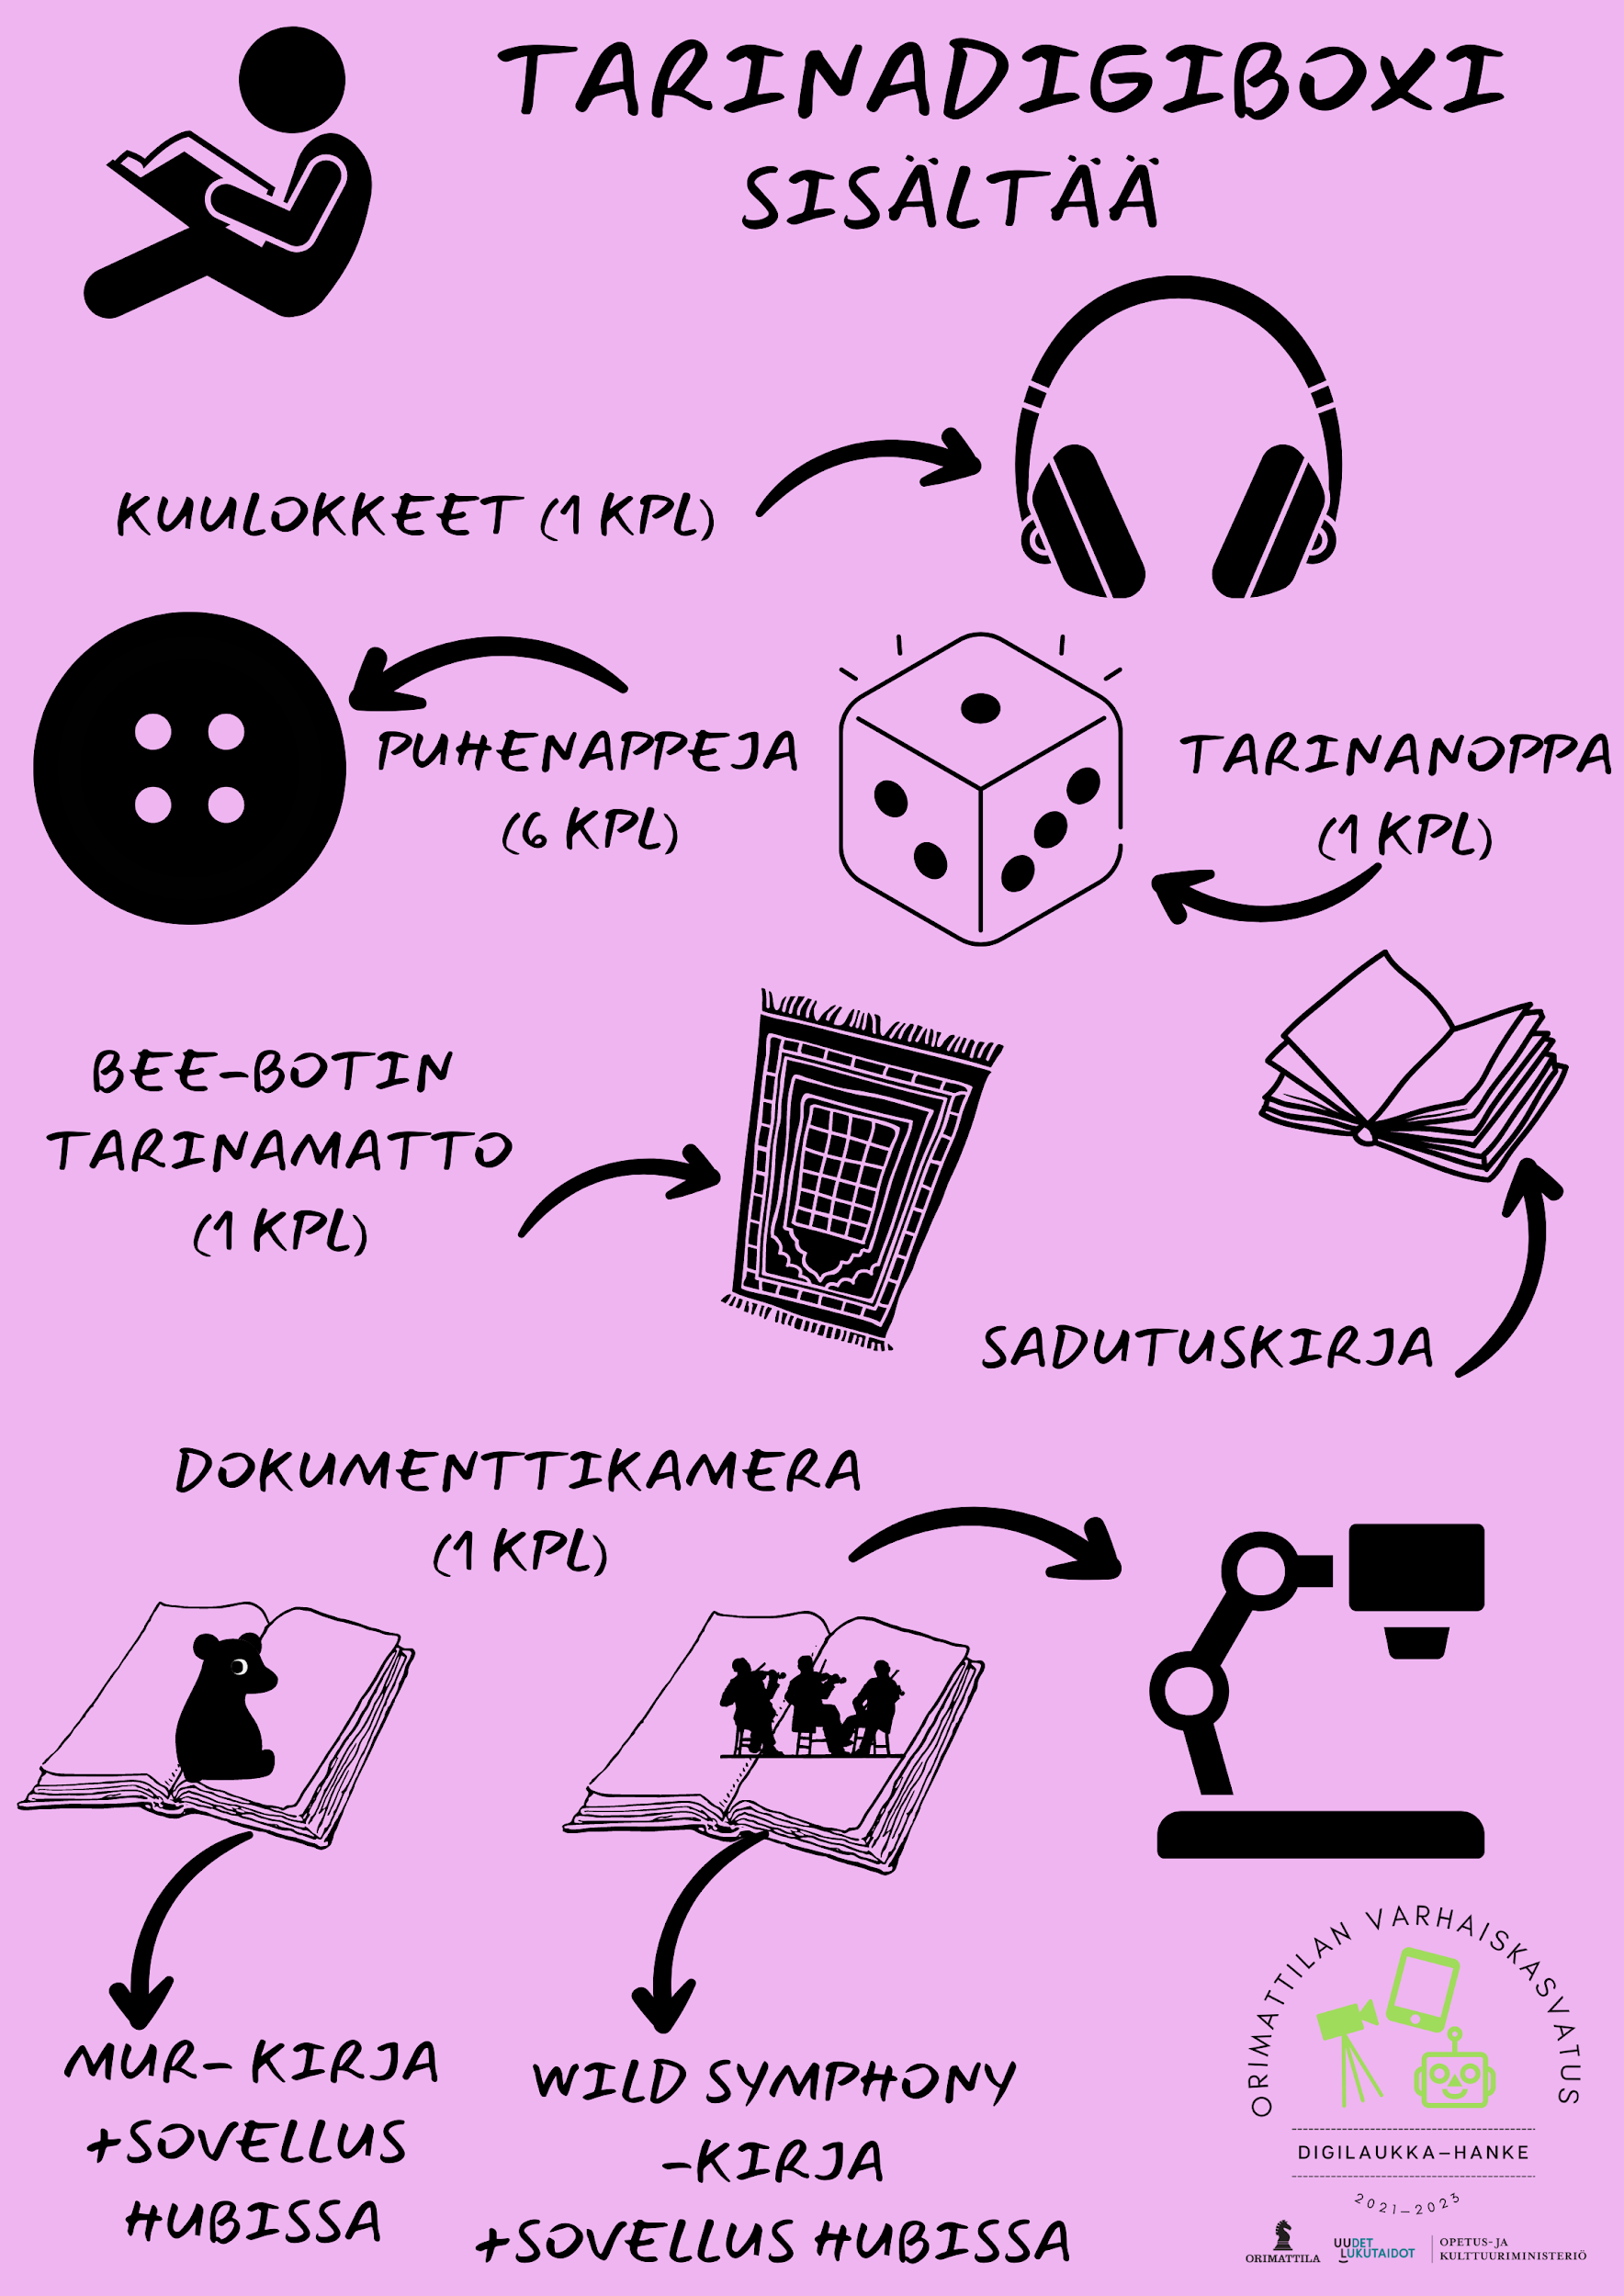 TARINADIGIBOXI
SISÄLTÄÄ
KUULOKKEET (1 KPL)
PUHENAPPEJA
(6 KPL)
TARINANOPPA
(1 KPL)
BEE-BOTIN
TARINAMATTO
(1 KPL)
SADUTUSKIRJA
DOKUMENTTIKAMERA
(1 KPL)
MUR- KIRJA
+SOVELLUS
HUBISSA
WILD SYMPHONY
-KIRJA
+SOVELLUS HUBISSA
ORIMATTILAN VARHAISKASVATUS
DIGILAUKKA-HANKE
2021-2023
ORIMATTILA
UUDET
LUKUTAIDOT
OPETUS- JA
KULTTUURIMINISTERIÖ